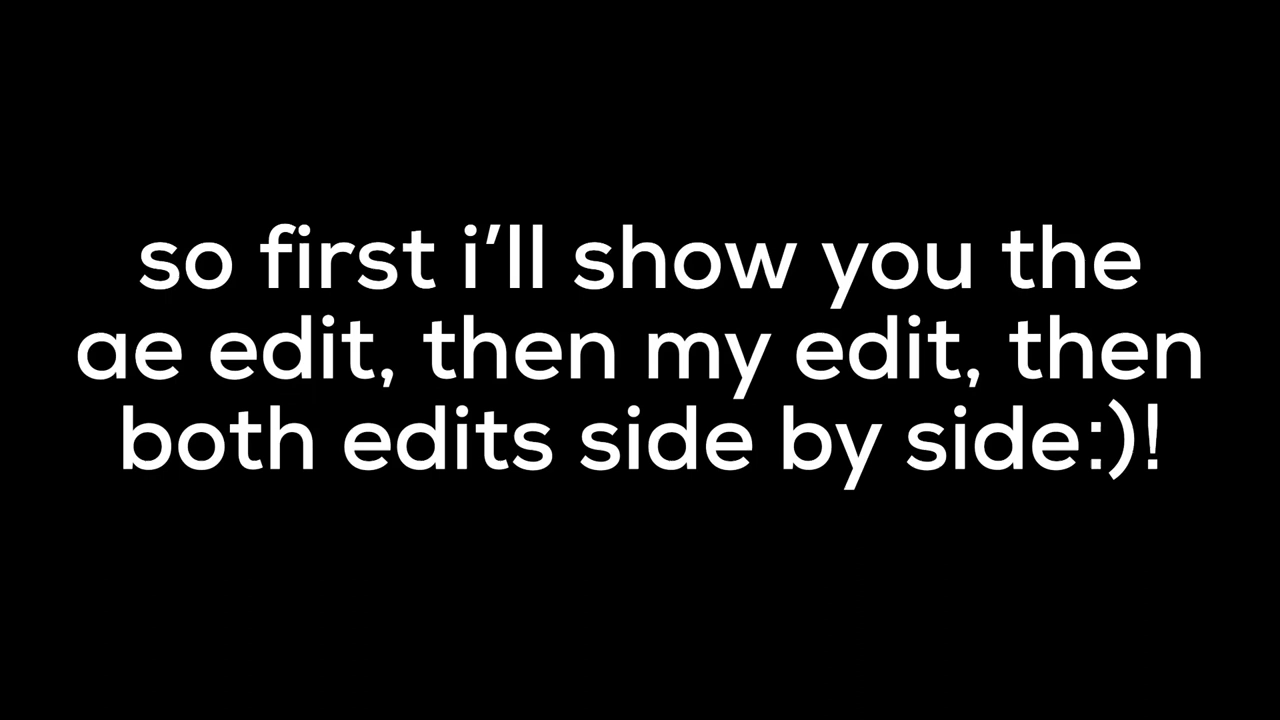 so first i’ll show you the
ae edit, then my edit, then
both edits side by side:)!